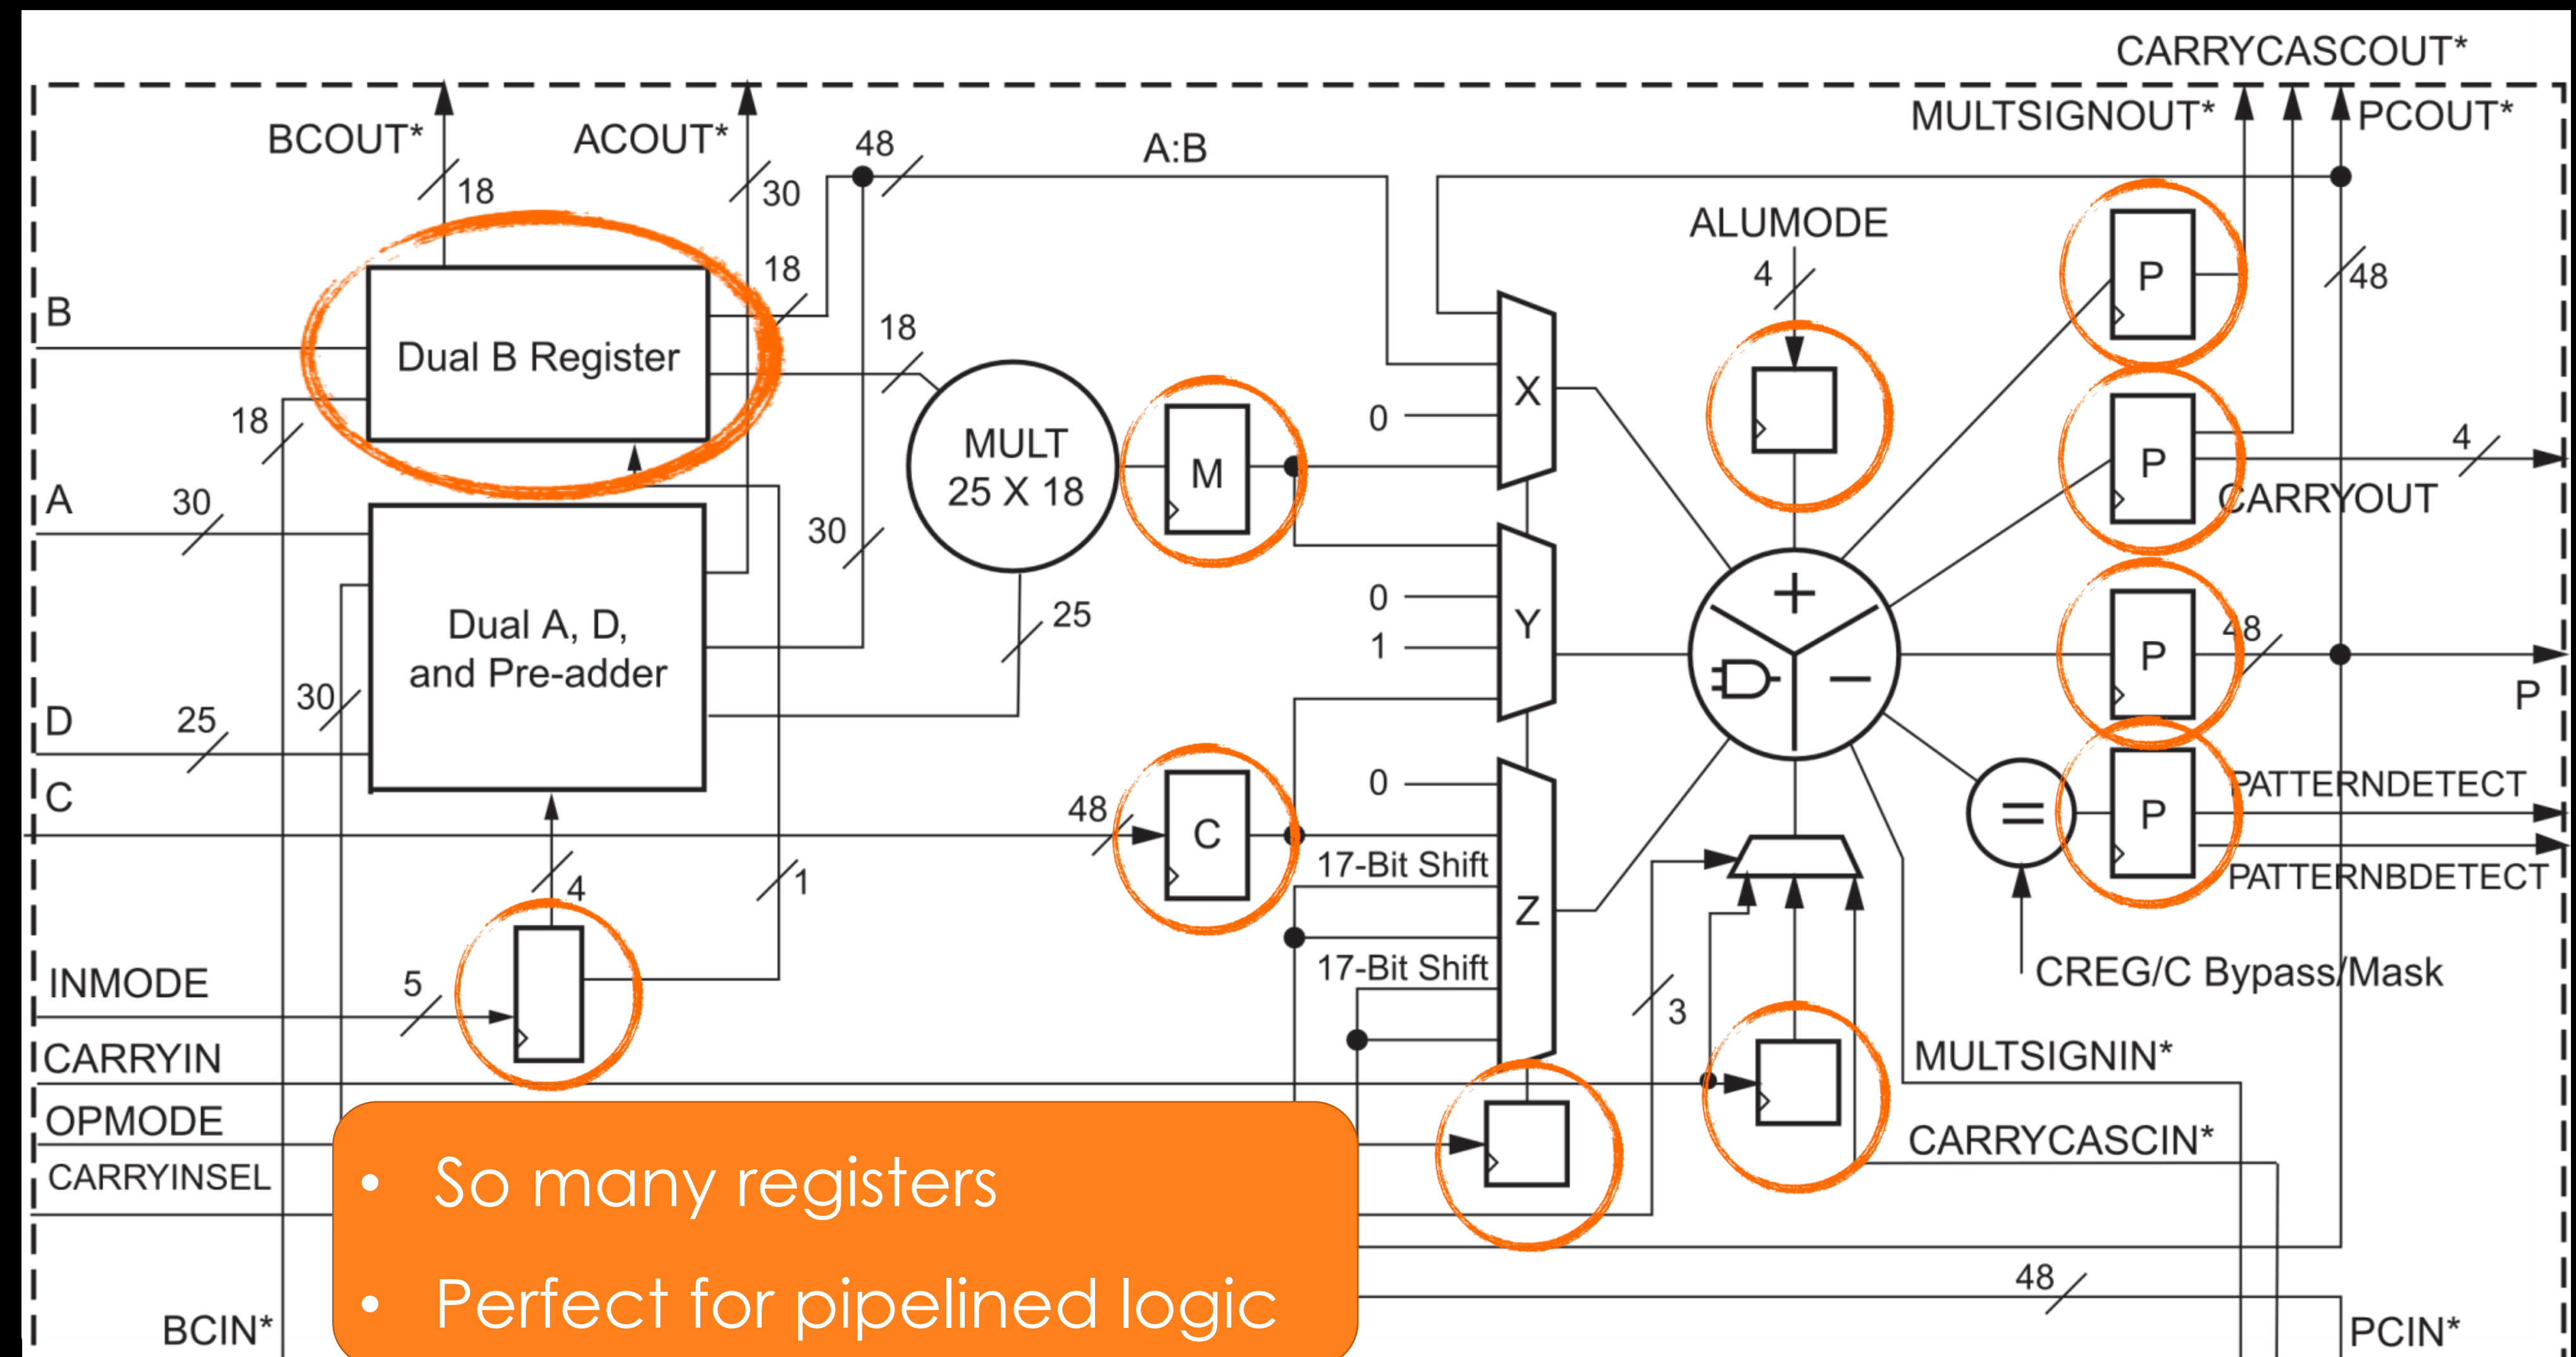 CARRYCASCOUT*
BCOUT*
ACOUT*
48
A:B
MULTSIGNOUT*
PCOUT*
18
30
ALUMODE
4
18
B
Dual B Register
18
18
MULT
25 X 18
M
0
X
P
48
P
4
CARRYOUT
A
30
30
Dual A, D,
and Pre-adder
25
0
1
Y
+
−
P
48
P
30
D
25
C
48
C
0
17-Bit Shift
Z
17-Bit Shift
=
P
PATTERNDETECT
PATTERNBDETECT
4
1
CREG/C Bypass/Mask
INMODE
5
3
CARRYIN
MULTSIGNIN*
OPMODE
CARRYCASCIN*
CARRYINSEL
• So many registers
• Perfect for pipelined logic
48
BCIN*
PCIN*